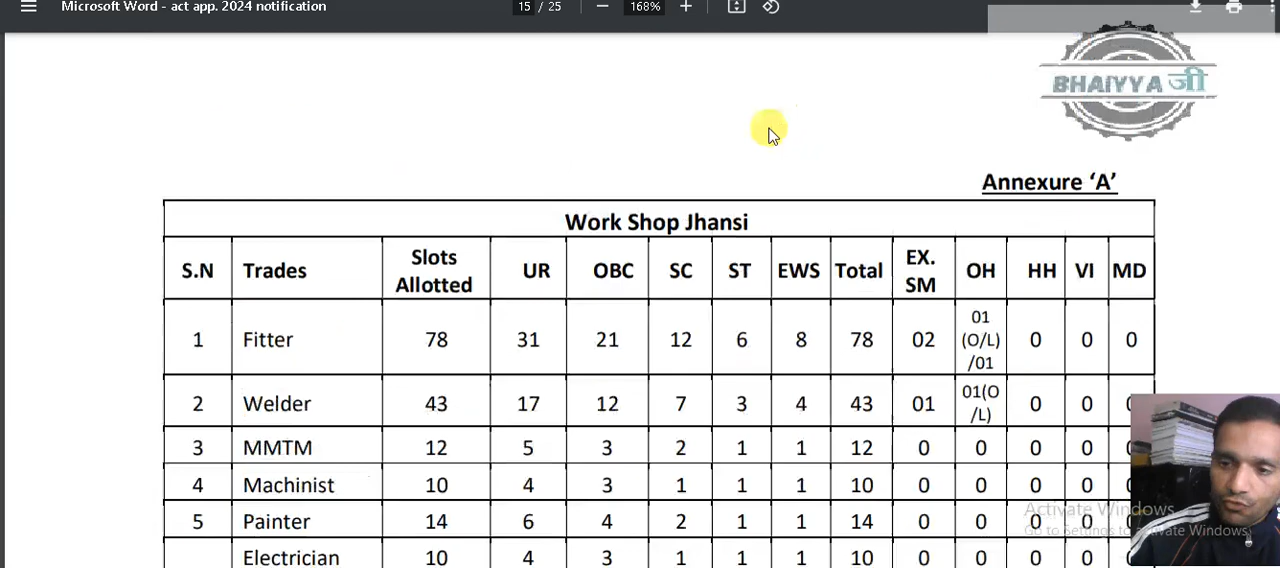 Microsoft Word - act app. 2024 notification 15 / 25 168%
BHAIYYA जी
Annexure ‘A’
Work Shop Jhansi
S.N Trades Slots Allotted UR OBC SC ST EWS Total EX. SM OH HH VI MD
1 Fitter 78 31 21 12 6 8 78 02 01 (O/L) /01 0 0 0
2 Welder 43 17 12 7 3 4 43 01 01(O /L) 0 0
3 MMTM 12 5 3 2 1 1 12 0 0 0 0
4 Machinist 10 4 3 1 1 1 10 0 0 0 0
5 Painter 14 6 4 2 1 1 14 0 0 0 0
Electrician 10 4 3 1 1 1 10 0 0 0 0
Activate Windows
Go to Settings to activate Windows.